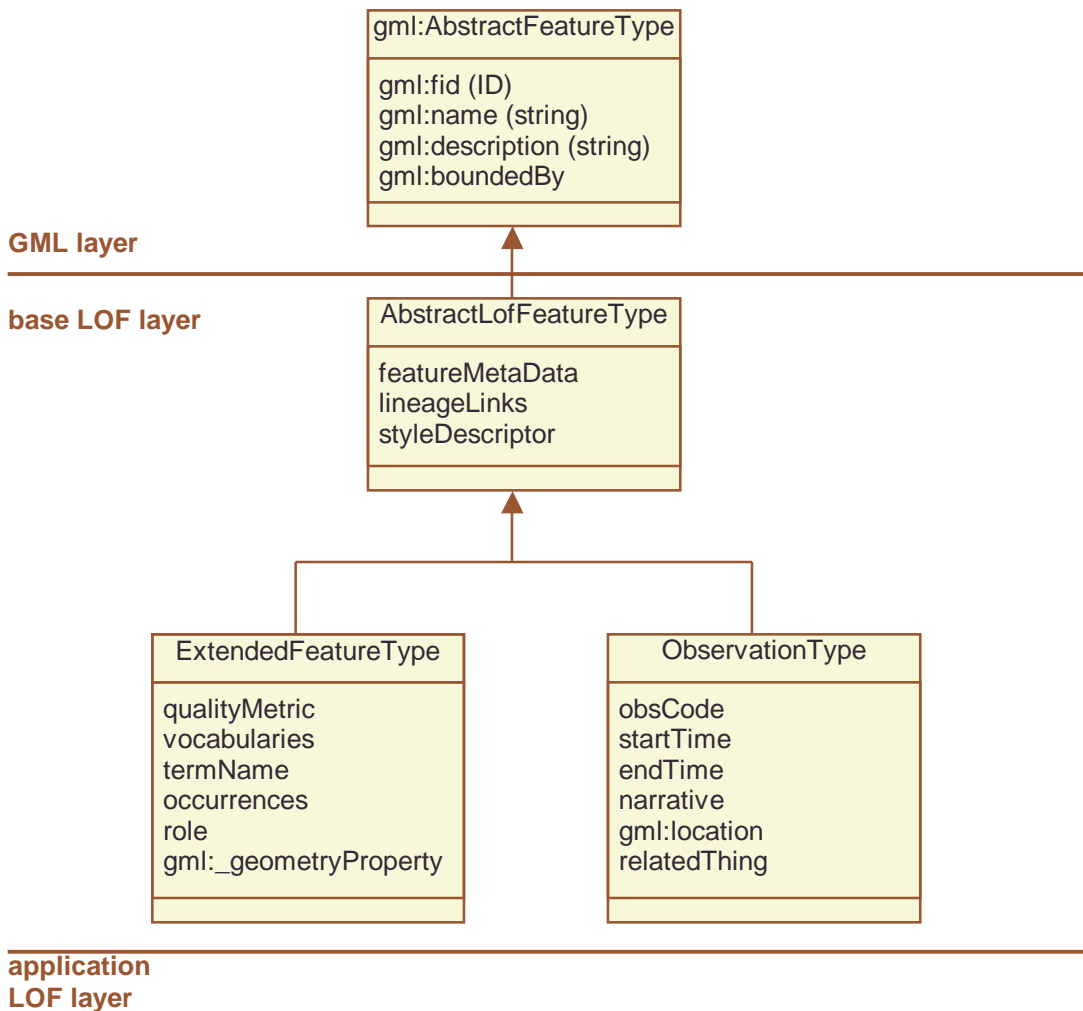 gml:AbstractFeatureType
gml:fid (ID)
gml:name (string)
gml:description (string)
gml:boundedBy
GML layer
base LOF layer
AbstractLofFeatureType
featureMetaData
lineageLinks
styleDescriptor
ExtendedFeatureType
qualityMetric
vocabularies
termName
occurrences
role
gml:_geometryProperty
ObservationType
obsCode
startTime
endTime
narrative
gml:location
relatedThing
application
LOF layer